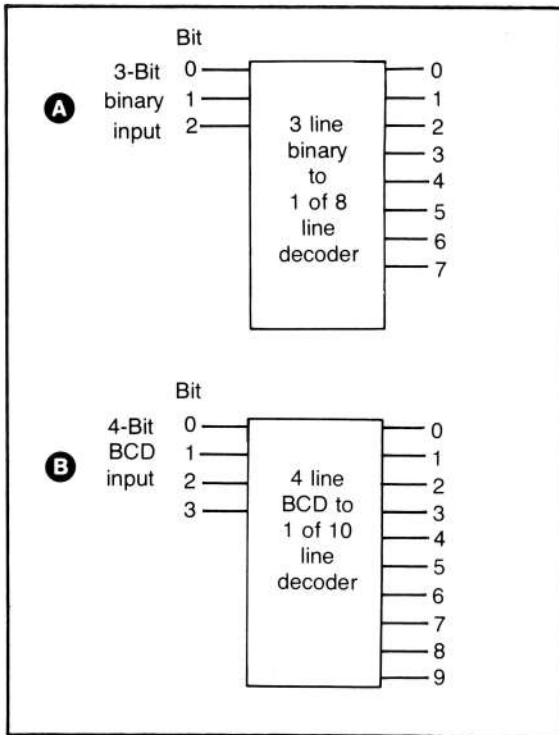 Bit
A
3-Bit
binary
input
0
1
2
3 line
binary
to
1 of 8
line
decoder
0
1
2
3
4
5
6
7
Bit
B
4-Bit
BCD
input
0
1
2
3
4 line
BCD to
1 of 10
line
decoder
0
1
2
3
4
5
6
7
8
9